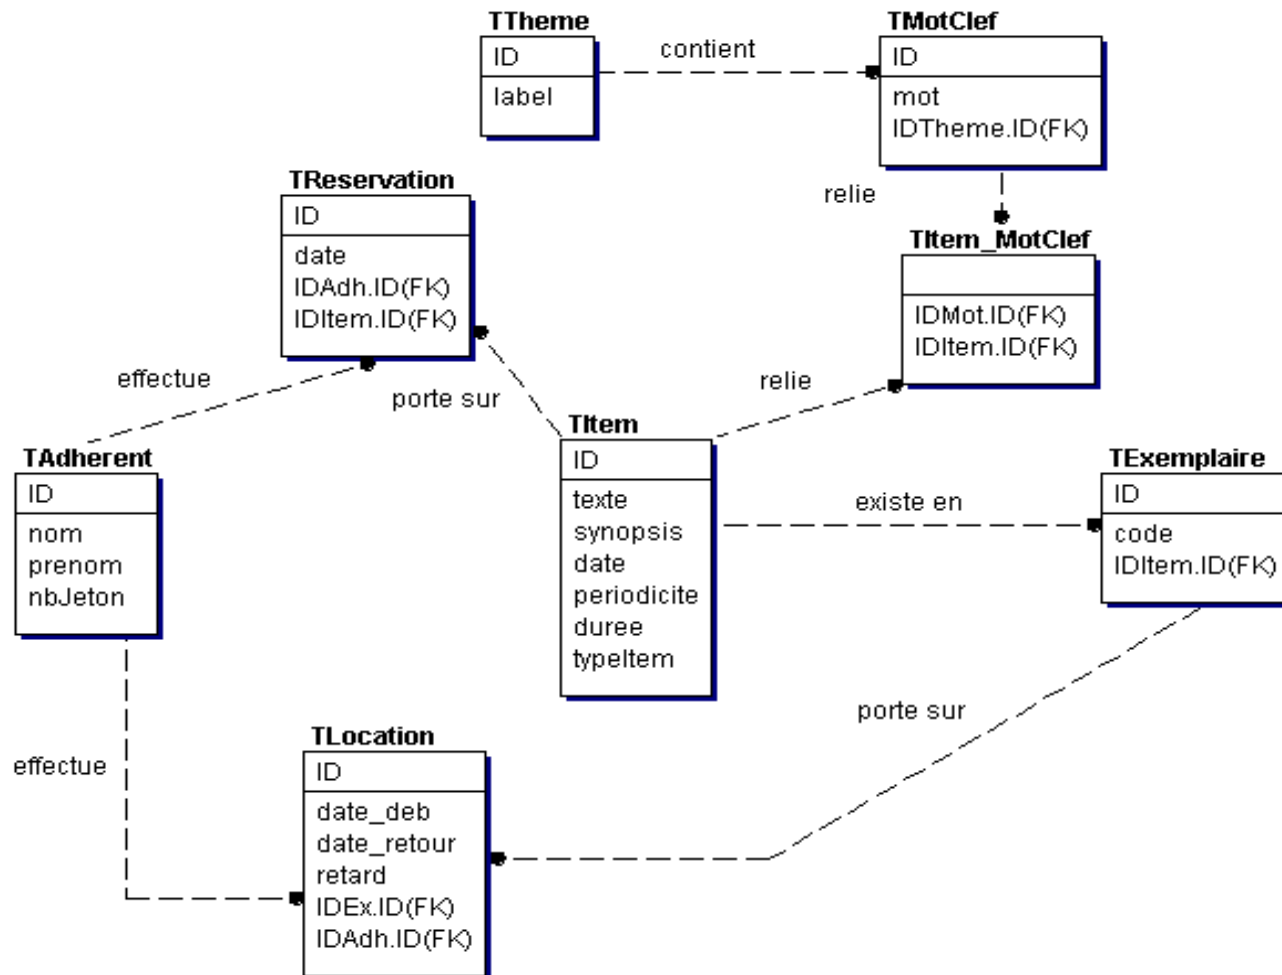 TTheme
ID
label
contient
TMotClef
ID
mot
IDTheme.ID(FK)
relie
TReservation
ID
date
IDAdh.ID(FK)
IDItem.ID(FK)
TItem_MotClef
IDMot.ID(FK)
IDItem.ID(FK)
effectue
porte sur
relie
TAdherent
ID
nom
prenom
nbJeton
TItem
ID
texte
synopsis
date
periodicite
duree
typeItem
existe en
TExemplaire
ID
code
IDItem.ID(FK)
porte sur
effectue
TLocation
ID
date_deb
date_retour
retard
IDEx.ID(FK)
IDAdh.ID(FK)